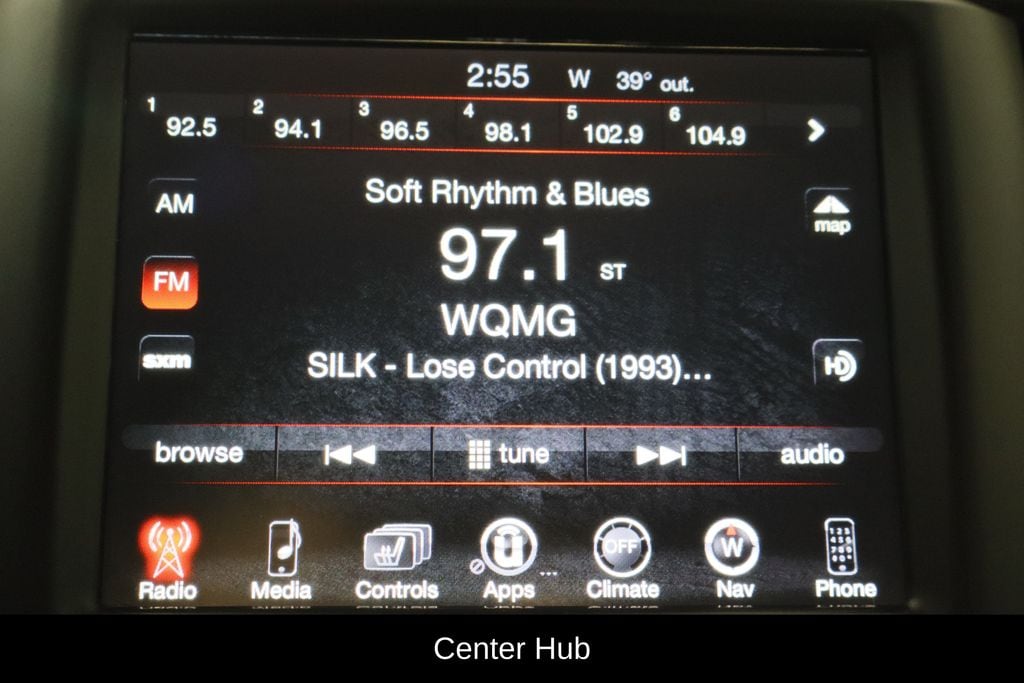 2:55 W 39° out.
1 92.5 2 94.1 3 96.5 4 98.1 5 102.9 6 104.9
Soft Rhythm & Blues
AM
map
97.1 ST
FM
WQMG
sxm
SILK - Lose Control (1993)...
HD
browse tune audio
OFF
W
Radio Media Controls Apps ... Climate Nav Phone
Center Hub